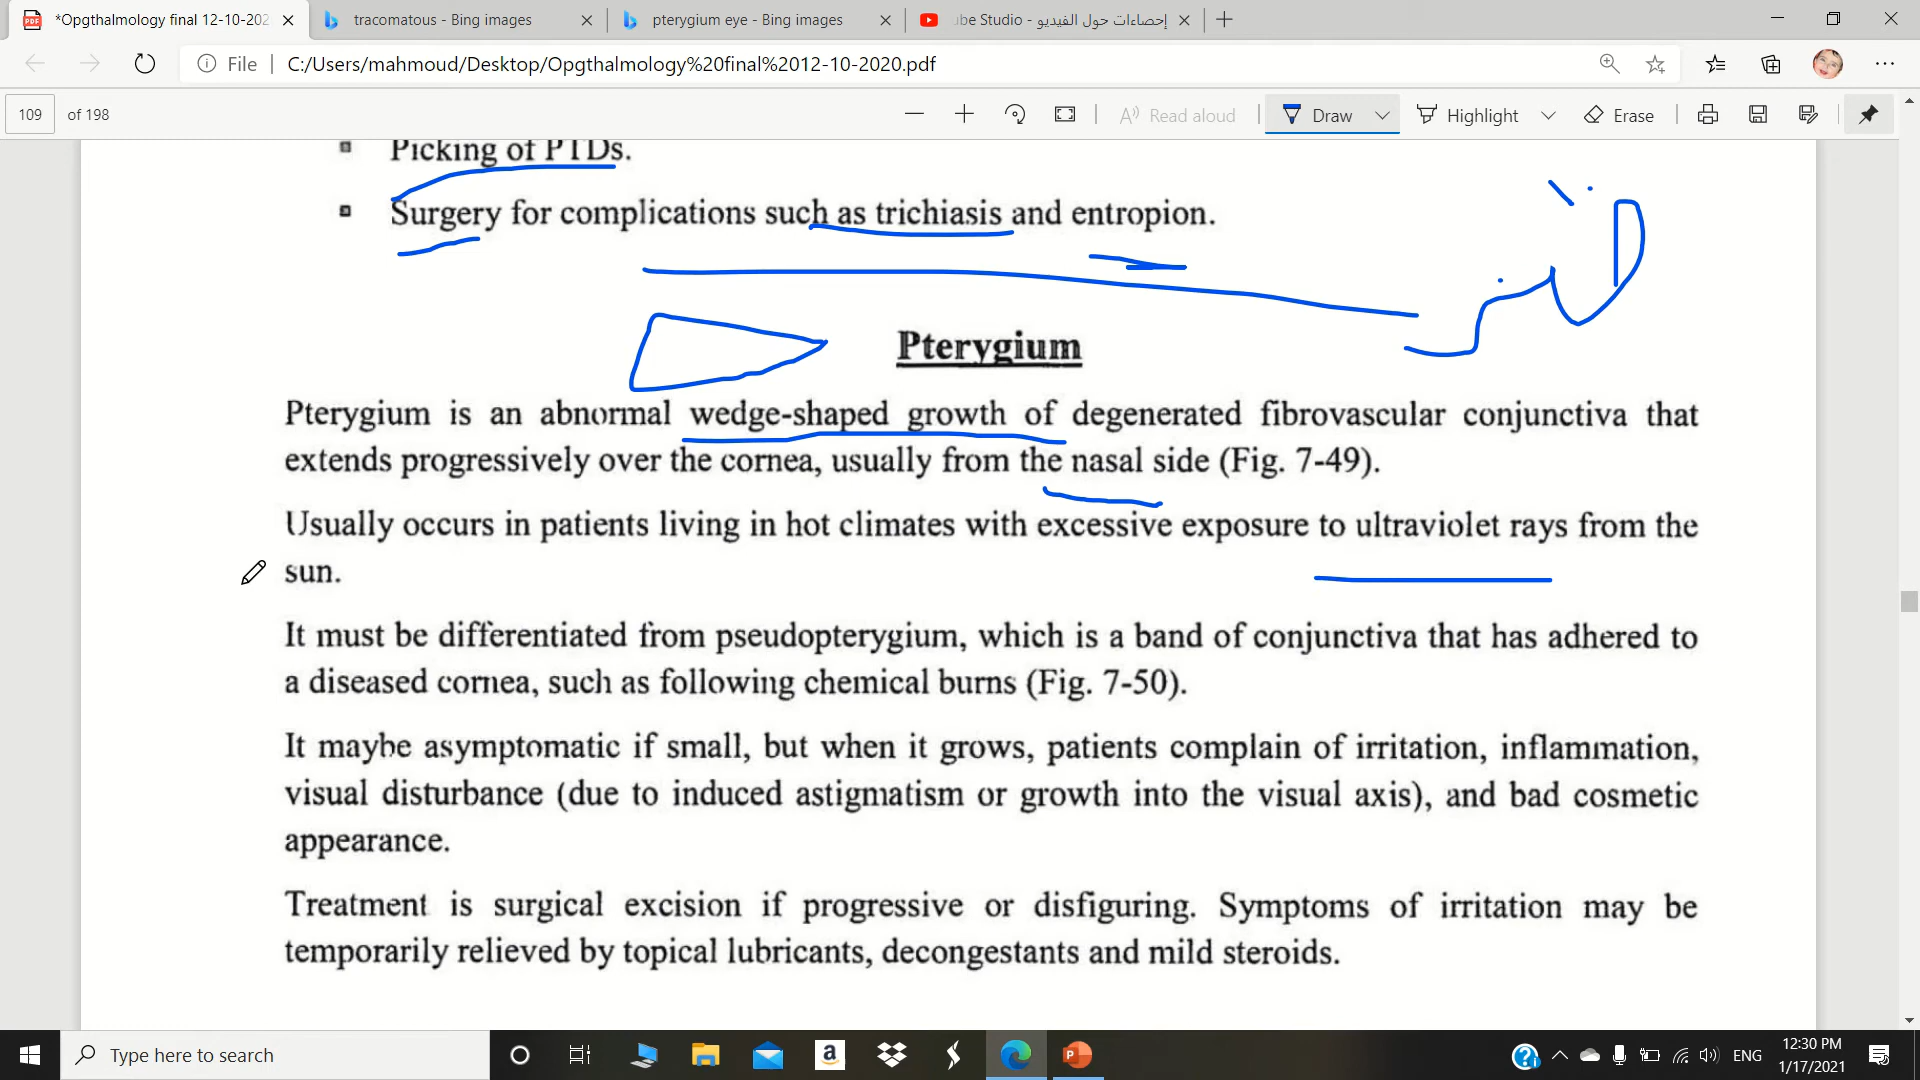 *Opgthalmology final 12-10-202
tracomatous - Bing images
pterygium eye - Bing images
إحصاءات حول الفيديو - ube Studio
File
C:/Users/mahmoud/Desktop/Opgthalmology%20final%2012-10-2020.pdf
109 of 198
Read aloud
Draw
Highlight
Erase
Picking of PTDs.
Surgery for complications such as trichiasis and entropion.
Pterygium
Pterygium is an abnormal wedge-shaped growth of degenerated fibrovascular conjunctiva that
extends progressively over the cornea, usually from the nasal side (Fig. 7-49).
Usually occurs in patients living in hot climates with excessive exposure to ultraviolet rays from the
sun.
It must be differentiated from pseudopterygium, which is a band of conjunctiva that has adhered to
a diseased cornea, such as following chemical burns (Fig. 7-50).
It maybe asymptomatic if small, but when it grows, patients complain of irritation, inflammation,
visual disturbance (due to induced astigmatism or growth into the visual axis), and bad cosmetic
appearance.
Treatment is surgical excision if progressive or disfiguring. Symptoms of irritation may be
temporarily relieved by topical lubricants, decongestants and mild steroids.
Type here to search
ENG
12:30 PM
1/17/2021